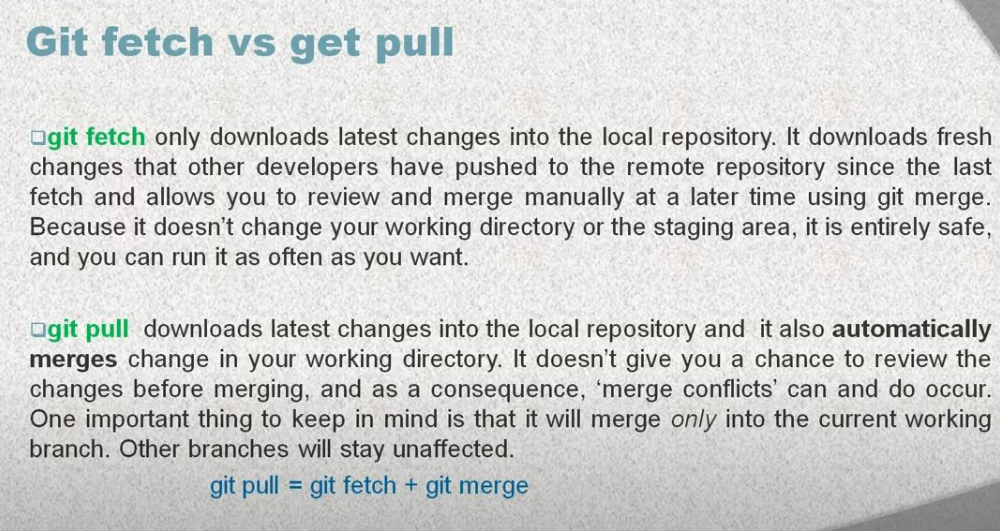 Git fetch vs get pull
git fetch only downloads latest changes into the local repository. It downloads fresh
changes that other developers have pushed to the remote repository since the last
fetch and allows you to review and merge manually at a later time using git merge.
Because it doesn’t change your working directory or the staging area, it is entirely safe,
and you can run it as often as you want.
git pull downloads latest changes into the local repository and it also automatically
merges change in your working directory. It doesn’t give you a chance to review the
changes before merging, and as a consequence, ‘merge conflicts’ can and do occur.
One important thing to keep in mind is that it will merge only into the current working
branch. Other branches will stay unaffected.
git pull = git fetch + git merge